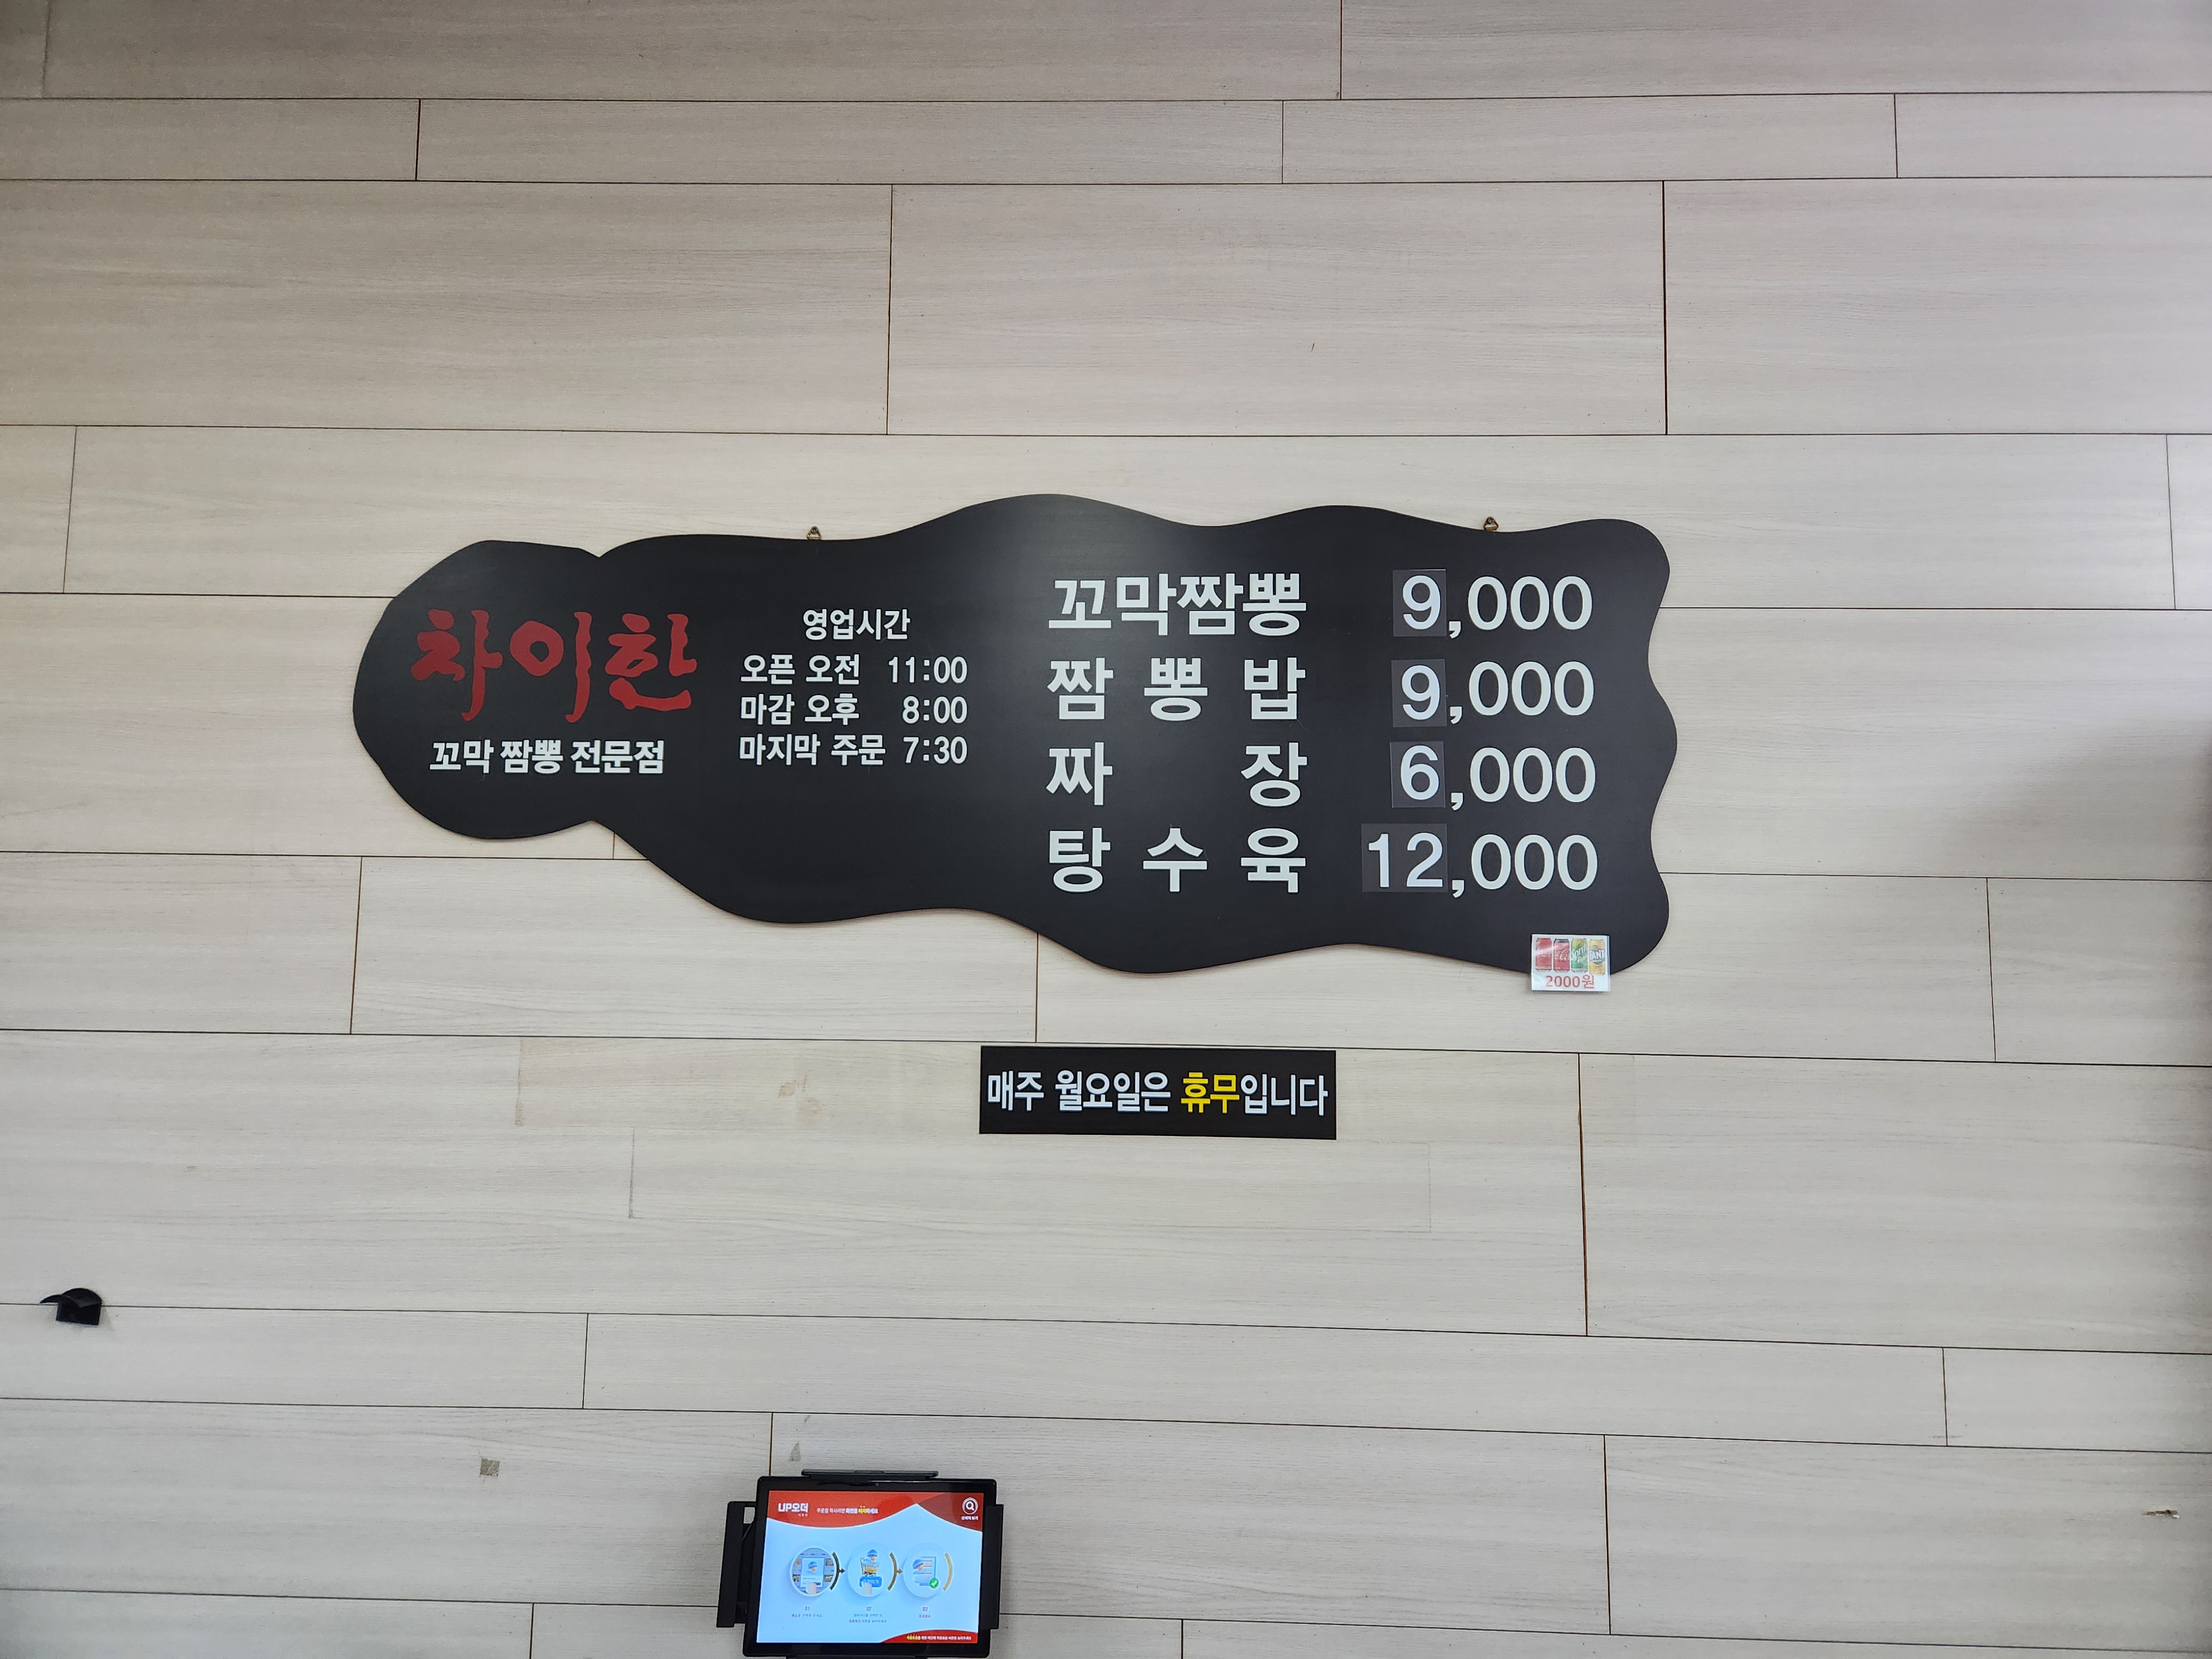 차이한
꼬막 짬뽕 전문점
영업시간
오픈 오전 11:00
마감 오후 8:00
마지막 주문 7:30
꼬막짬뽕 9,000
짬뽕밥 9,000
짜장 6,000
탕수육 12,000
2000원
매주 월요일은 휴무입니다
UP오더